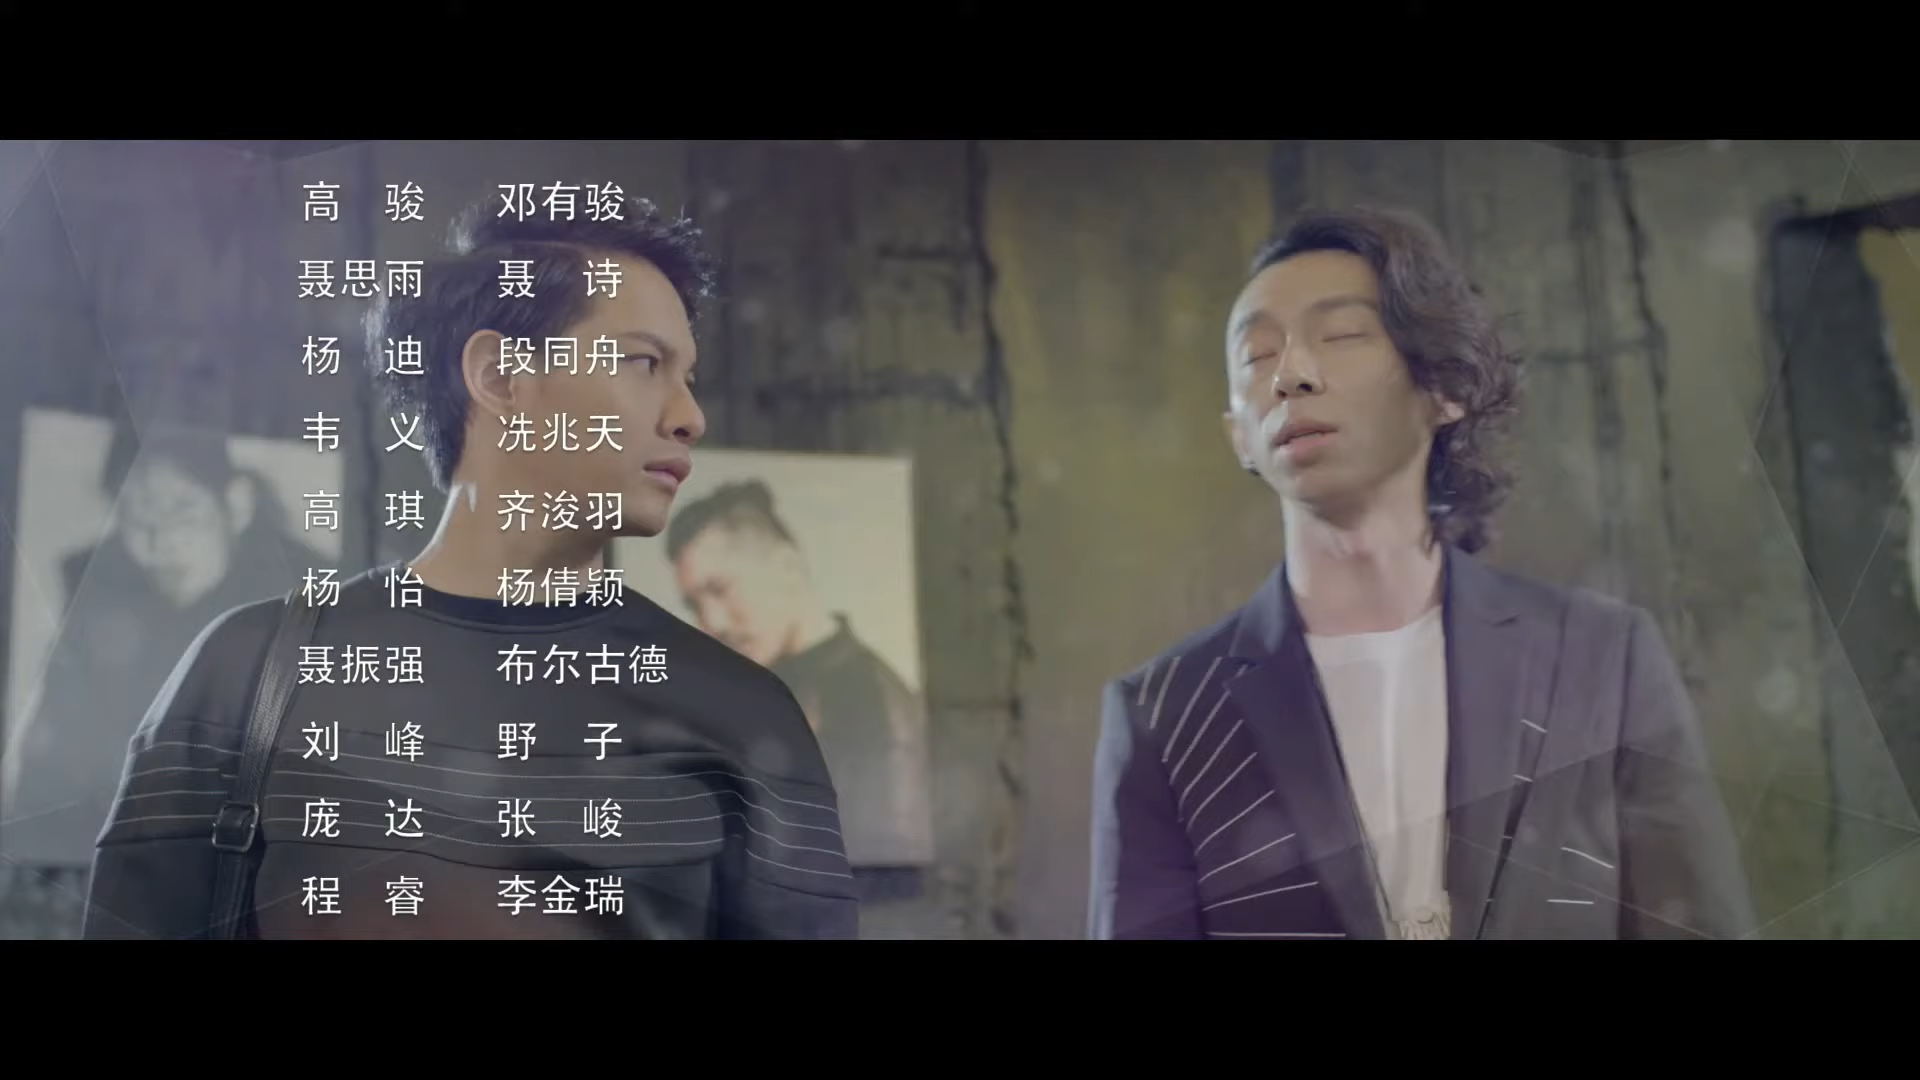 高　骏　邓有骏
聂思雨　聂　诗
杨　迪　段同舟
韦　义　冼兆天
高　琪　齐浚羽
杨　怡　杨倩颖
聂振强　布尔古德
刘　峰　野　子
庞　达　张　峻
程　睿　李金瑞